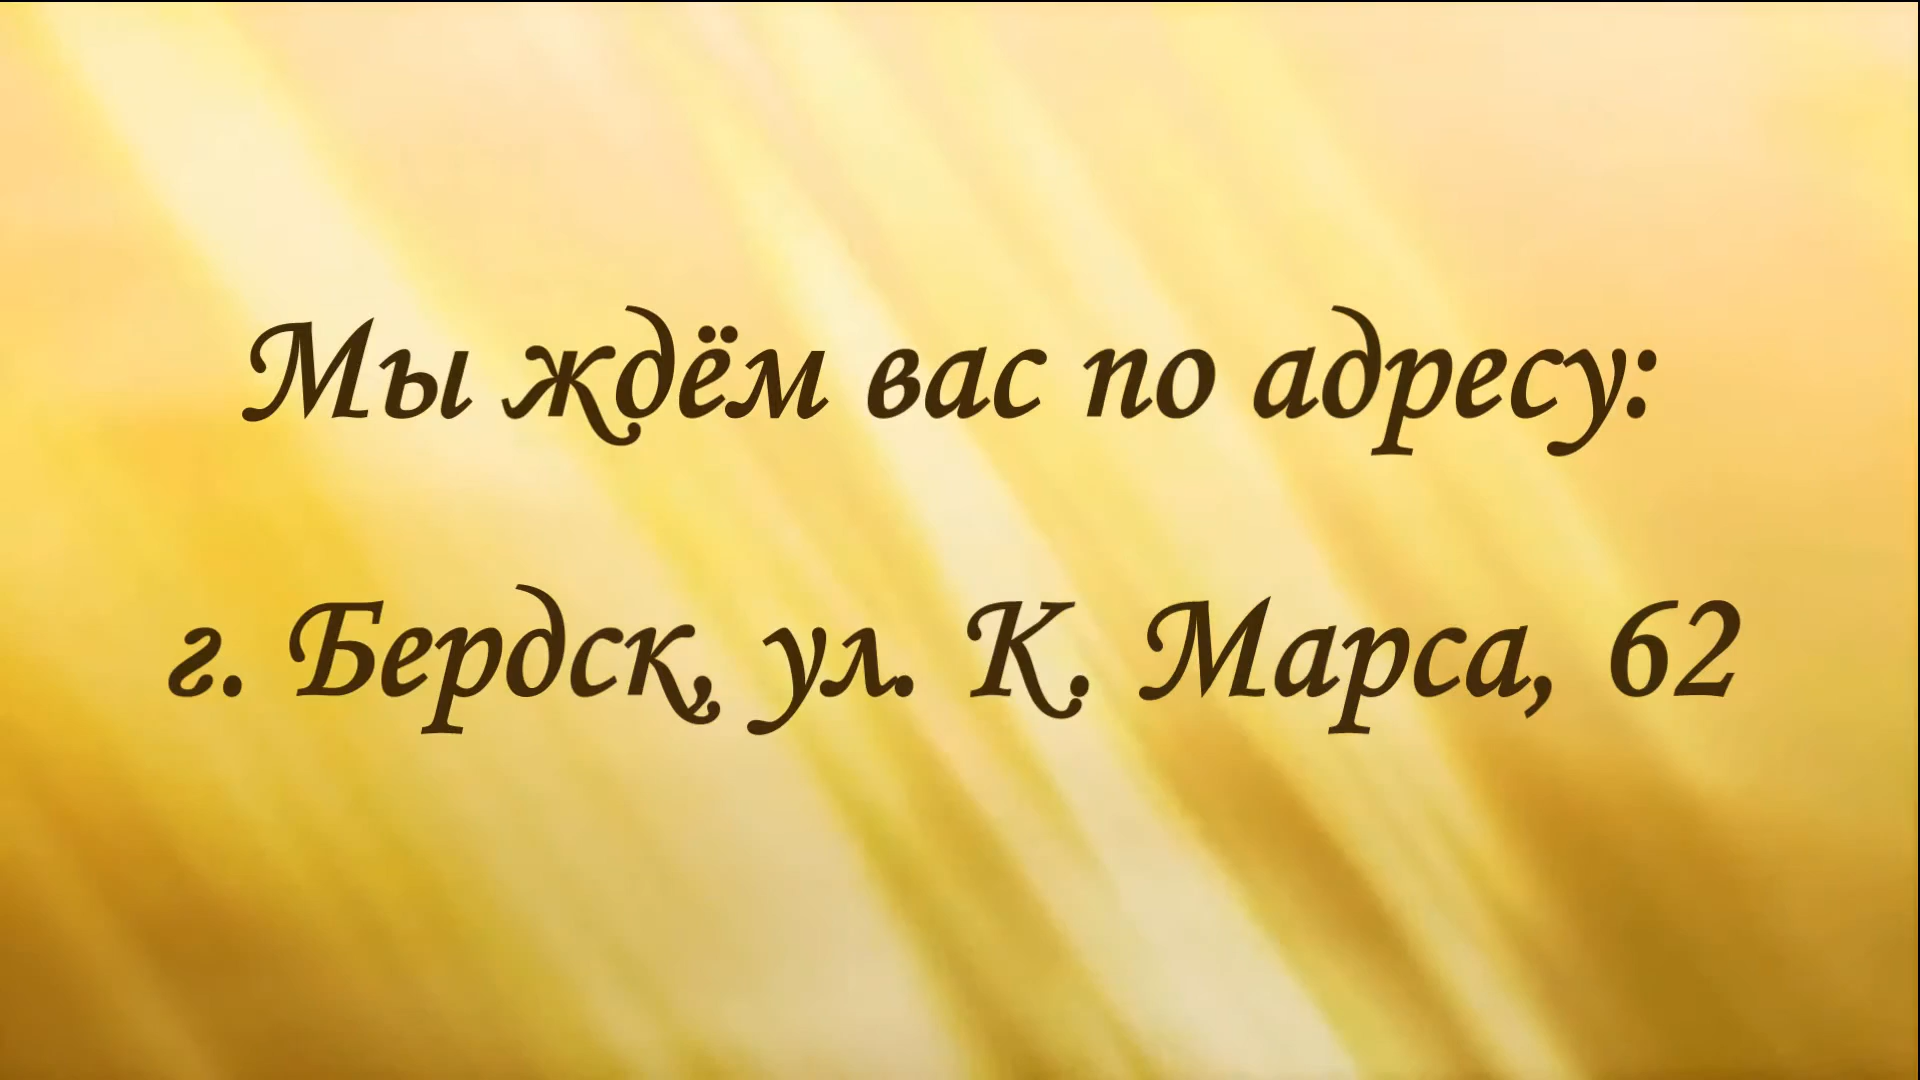 Мы ждём вас по адресу:
г. Бердск, ул. К. Марса, 62